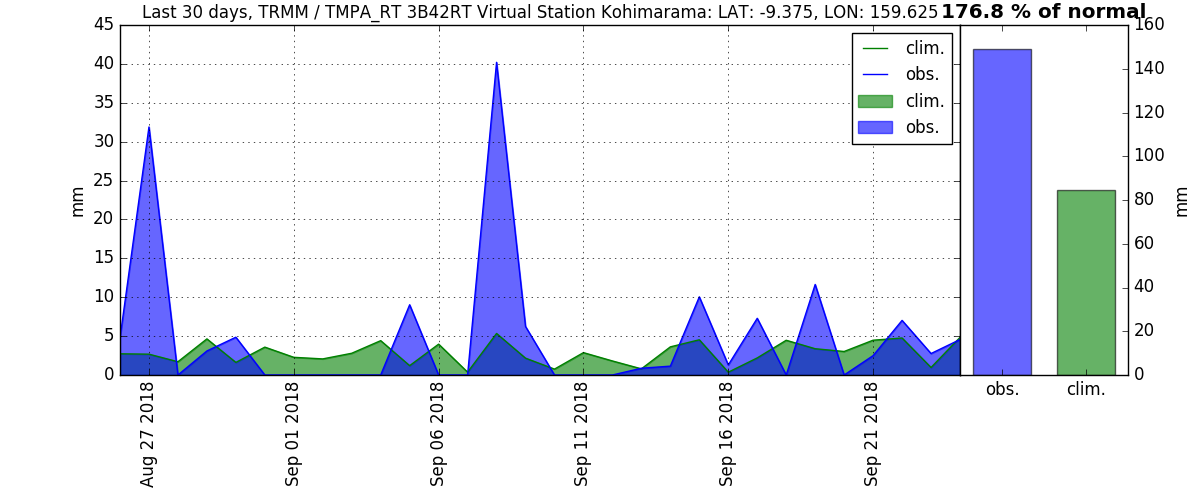 Last 30 days, TRMM / TMPA_RT 3B42RT Virtual Station Kohimarama: LAT: -9.375, LON: 159.625 176.8 % of normal
45
40
35
30
25
20
15
10
5
0
mm
clim.
obs.
clim.
obs.
Aug 27 2018
Sep 01 2018
Sep 06 2018
Sep 11 2018
Sep 16 2018
Sep 21 2018
160
140
120
100
80
60
40
20
0
mm
obs. clim.